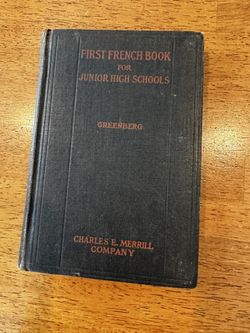 FIRST FRENCH BOOK
FOR
JUNIOR HIGH SCHOOLS
GREENBERG
CHARLES E. MERRILL
COMPANY